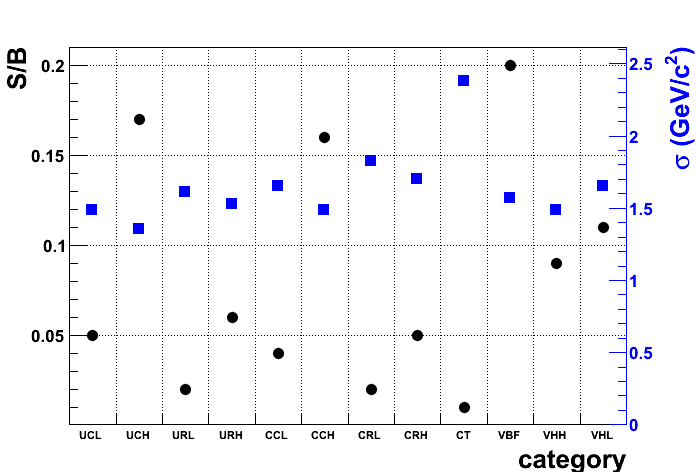 S/B
σ (GeV/c²)
0.2
0.15
0.1
0.05
2.5
2
1.5
1
0.5
0
UCL UCH URL URH CCL CCH CRL CRH CT VBF VHH VHL
category